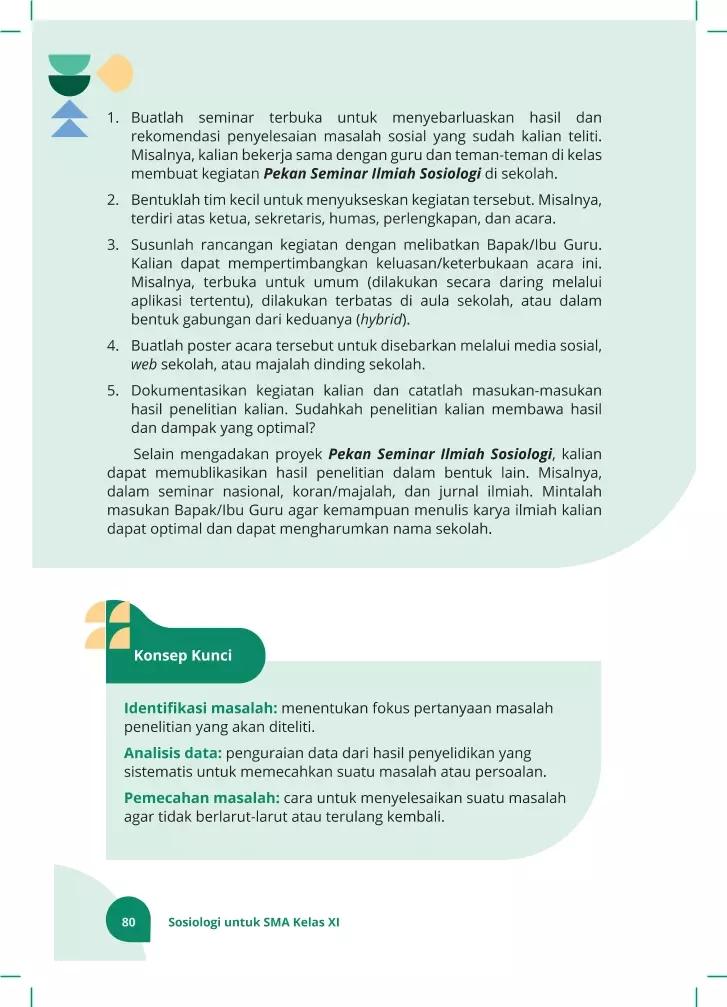 1. Buatlah seminar terbuka untuk menyebarluaskan hasil dan
rekomendasi penyelesaian masalah sosial yang sudah kalian teliti.
Misalnya, kalian bekerja sama dengan guru dan teman-teman di kelas
membuat kegiatan Pekan Seminar Ilmiah Sosiologi di sekolah.
2. Bentuklah tim kecil untuk menyukseskan kegiatan tersebut. Misalnya,
terdiri atas ketua, sekretaris, humas, perlengkapan, dan acara.
3. Susunlah rancangan kegiatan dengan melibatkan Bapak/Ibu Guru.
Kalian dapat mempertimbangkan keluasan/keterbukaan acara ini.
Misalnya, terbuka untuk umum (dilakukan secara daring melalui
aplikasi tertentu), dilakukan terbatas di aula sekolah, atau dalam
bentuk gabungan dari keduanya (hybrid).
4. Buatlah poster acara tersebut untuk disebarkan melalui media sosial,
web sekolah, atau majalah dinding sekolah.
5. Dokumentasikan kegiatan kalian dan catatlah masukan-masukan
hasil penelitian kalian. Sudahkah penelitian kalian membawa hasil
dan dampak yang optimal?
Selain mengadakan proyek Pekan Seminar Ilmiah Sosiologi, kalian
dapat memublikasikan hasil penelitian dalam bentuk lain. Misalnya,
dalam seminar nasional, koran/majalah, dan jurnal ilmiah. Mintalah
masukan Bapak/Ibu Guru agar kemampuan menulis karya ilmiah kalian
dapat optimal dan dapat mengharumkan nama sekolah.
Konsep Kunci
Identifikasi masalah: menentukan fokus pertanyaan masalah
penelitian yang akan diteliti.
Analisis data: penguraian data dari hasil penyelidikan yang
sistematis untuk memecahkan suatu masalah atau persoalan.
Pemecahan masalah: cara untuk menyelesaikan suatu masalah
agar tidak berlarut-larut atau terulang kembali.
80 Sosiologi untuk SMA Kelas XI